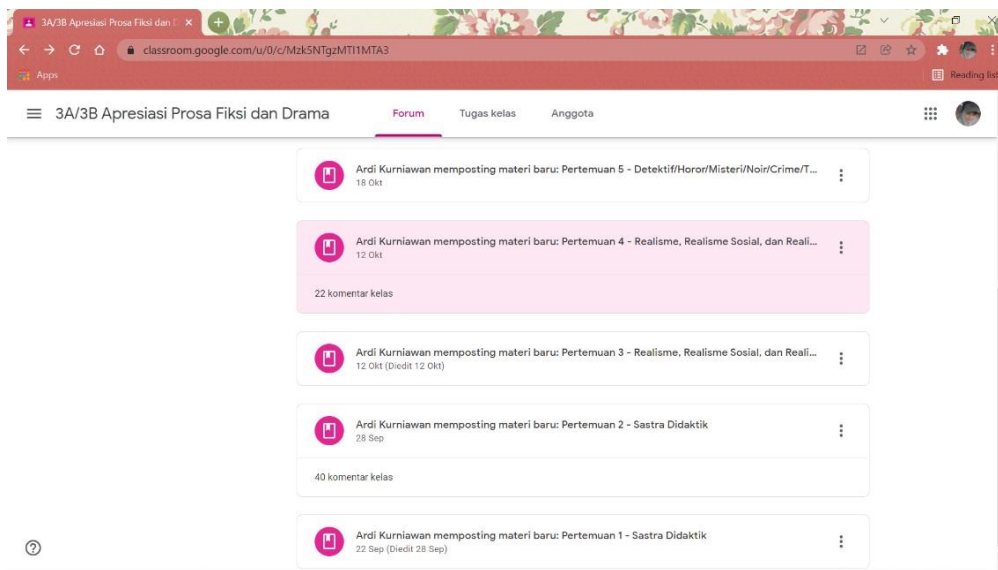 3A/3B Apresiasi Prosa Fiksi dan D
classroom.google.com/u/0/c/Mzk5NTgzMTI1MTA3
Apps
Reading list
3A/3B Apresiasi Prosa Fiksi dan Drama
Forum
Tugas kelas
Anggota
Ardi Kurniawan memposting materi baru: Pertemuan 5 - Detektif/Horor/Misteri/Noir/Crime/T...
18 Okt
Ardi Kurniawan memposting materi baru: Pertemuan 4 - Realisme, Realisme Sosial, dan Reali...
12 Okt
22 komentar kelas
Ardi Kurniawan memposting materi baru: Pertemuan 3 - Realisme, Realisme Sosial, dan Reali...
12 Okt (Diedit 12 Okt)
Ardi Kurniawan memposting materi baru: Pertemuan 2 - Sastra Didaktik
28 Sep
40 komentar kelas
Ardi Kurniawan memposting materi baru: Pertemuan 1 - Sastra Didaktik
22 Sep (Diedit 28 Sep)